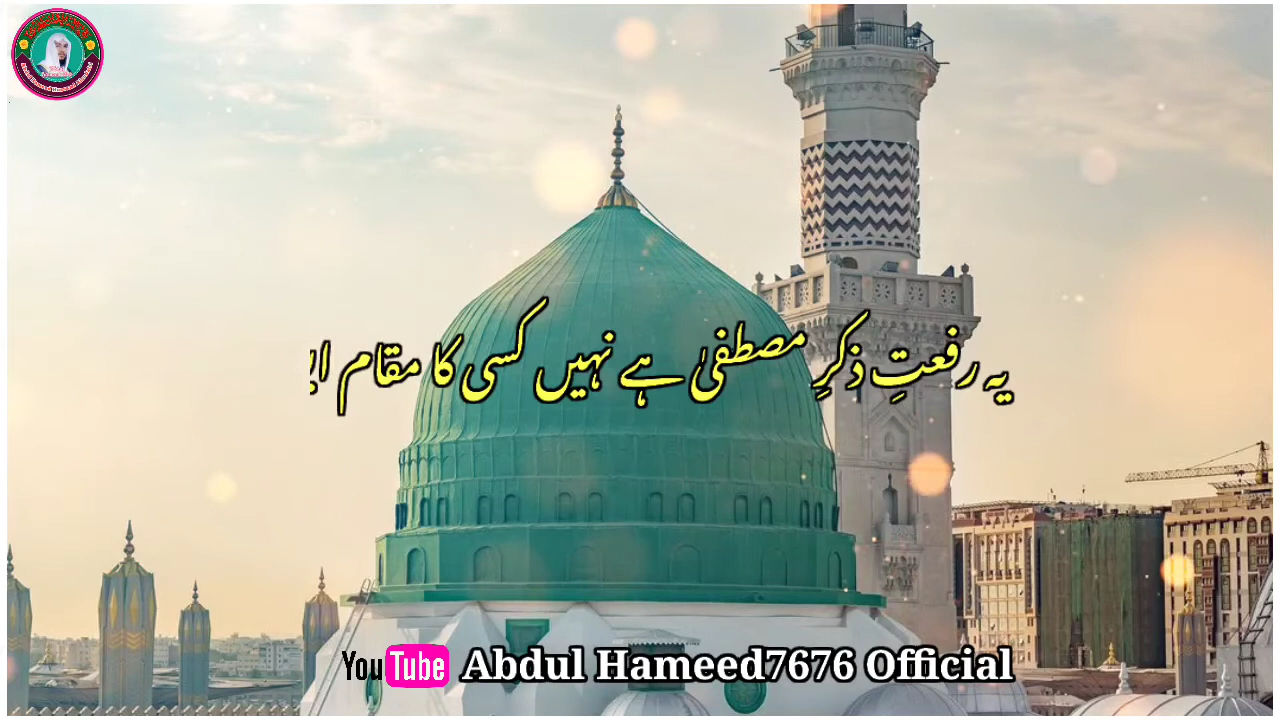 یہ رفعتِ ذکرِ مصطفیٰ ہے نہیں کسی کا مقام
YouTube Abdul Hameed7676 Official